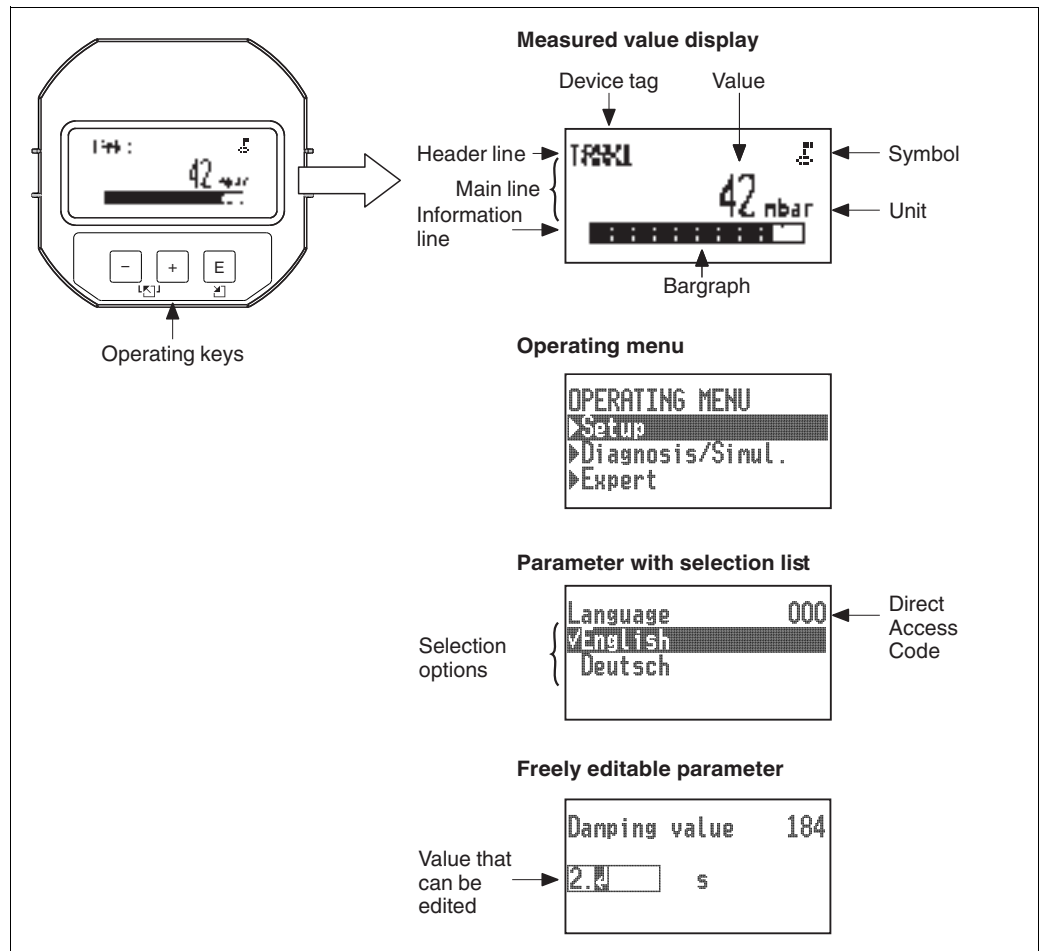 Measured value display
Device tag
Value
Header line
Main line
Information
line
42
mbar
Symbol
Unit
Bargraph
42
mbar
-
+
E
Operating keys
Operating menu
OPERATING MENU
Setup
Diagnosis/Simul.
Expert
Parameter with selection list
Language 000
English
Deutsch
Selection
options
Direct
Access
Code
Freely editable parameter
Damping value 184
2. s
Value that
can be
edited